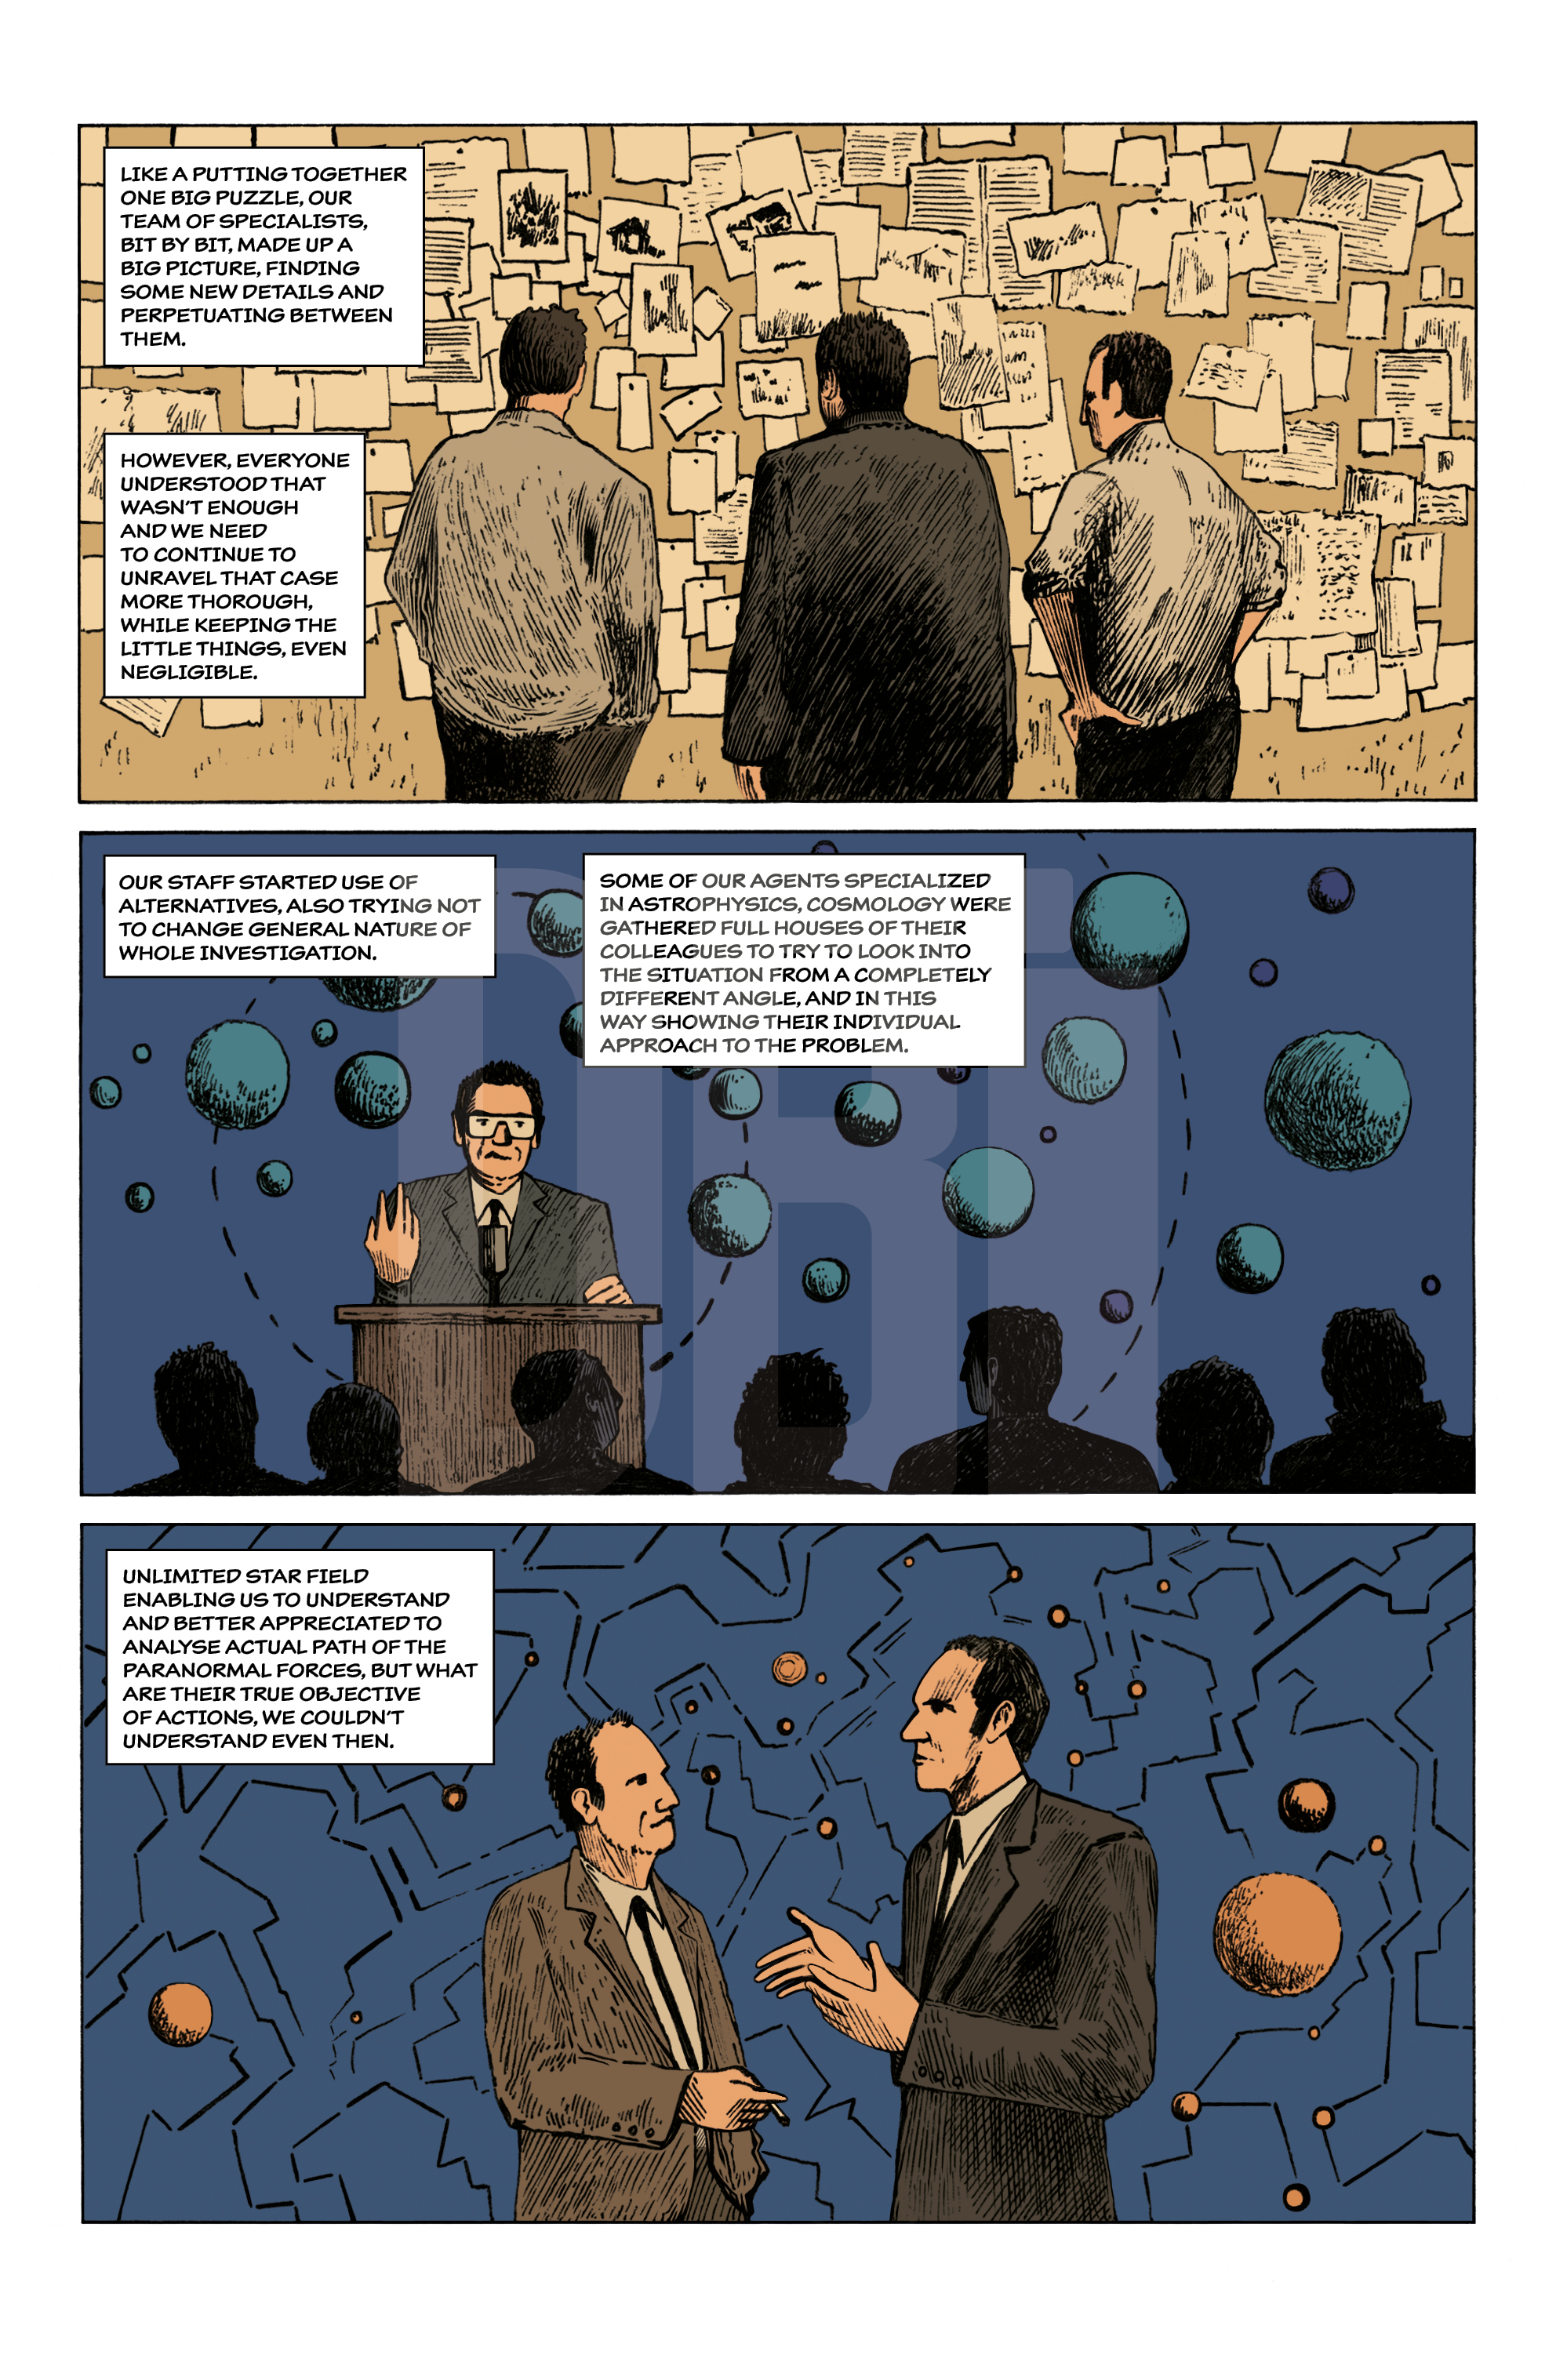 LIKE A PUTTING TOGETHER
ONE BIG PUZZLE, OUR
TEAM OF SPECIALISTS,
BIT BY BIT, MADE UP A
BIG PICTURE, FINDING
SOME NEW DETAILS AND
PERPETUATING BETWEEN
THEM.
HOWEVER, EVERYONE
UNDERSTOOD THAT
WASN'T ENOUGH
AND WE NEED
TO CONTINUE TO
UNRAVEL THAT CASE
MORE THOROUGH,
WHILE KEEPING THE
LITTLE THINGS, EVEN
NEGLIGIBLE.
OUR STAFF STARTED USE OF
ALTERNATIVES, ALSO TRYING NOT
TO CHANGE GENERAL NATURE OF
WHOLE INVESTIGATION.
SOME OF OUR AGENTS SPECIALIZED
IN ASTROPHYSICS, COSMOLOGY WERE
GATHERED FULL HOUSES OF THEIR
COLLEAGUES TO TRY TO LOOK INTO
THE SITUATION FROM A COMPLETELY
DIFFERENT ANGLE, AND IN THIS
WAY SHOWING THEIR INDIVIDUAL
APPROACH TO THE PROBLEM.
UNLIMITED STAR FIELD
ENABLING US TO UNDERSTAND
AND BETTER APPRECIATED TO
ANALYSE ACTUAL PATH OF THE
PARANORMAL FORCES, BUT WHAT
ARE THEIR TRUE OBJECTIVE
OF ACTIONS, WE COULDN'T
UNDERSTAND EVEN THEN.